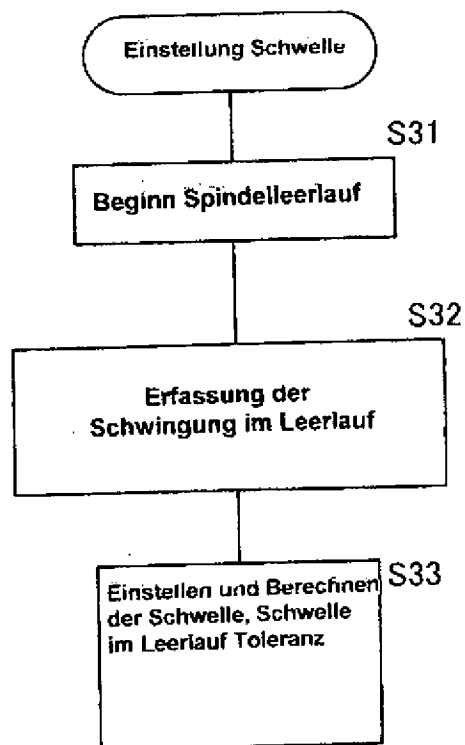 Einstellung Schwelle
S31
Beginn Spindelleerlauf
S32
Erfassung der
Schwingung im Leerlauf
S33
Einstellen und Berechnen
der Schwelle, Schwelle
im Leerlauf Toleranz